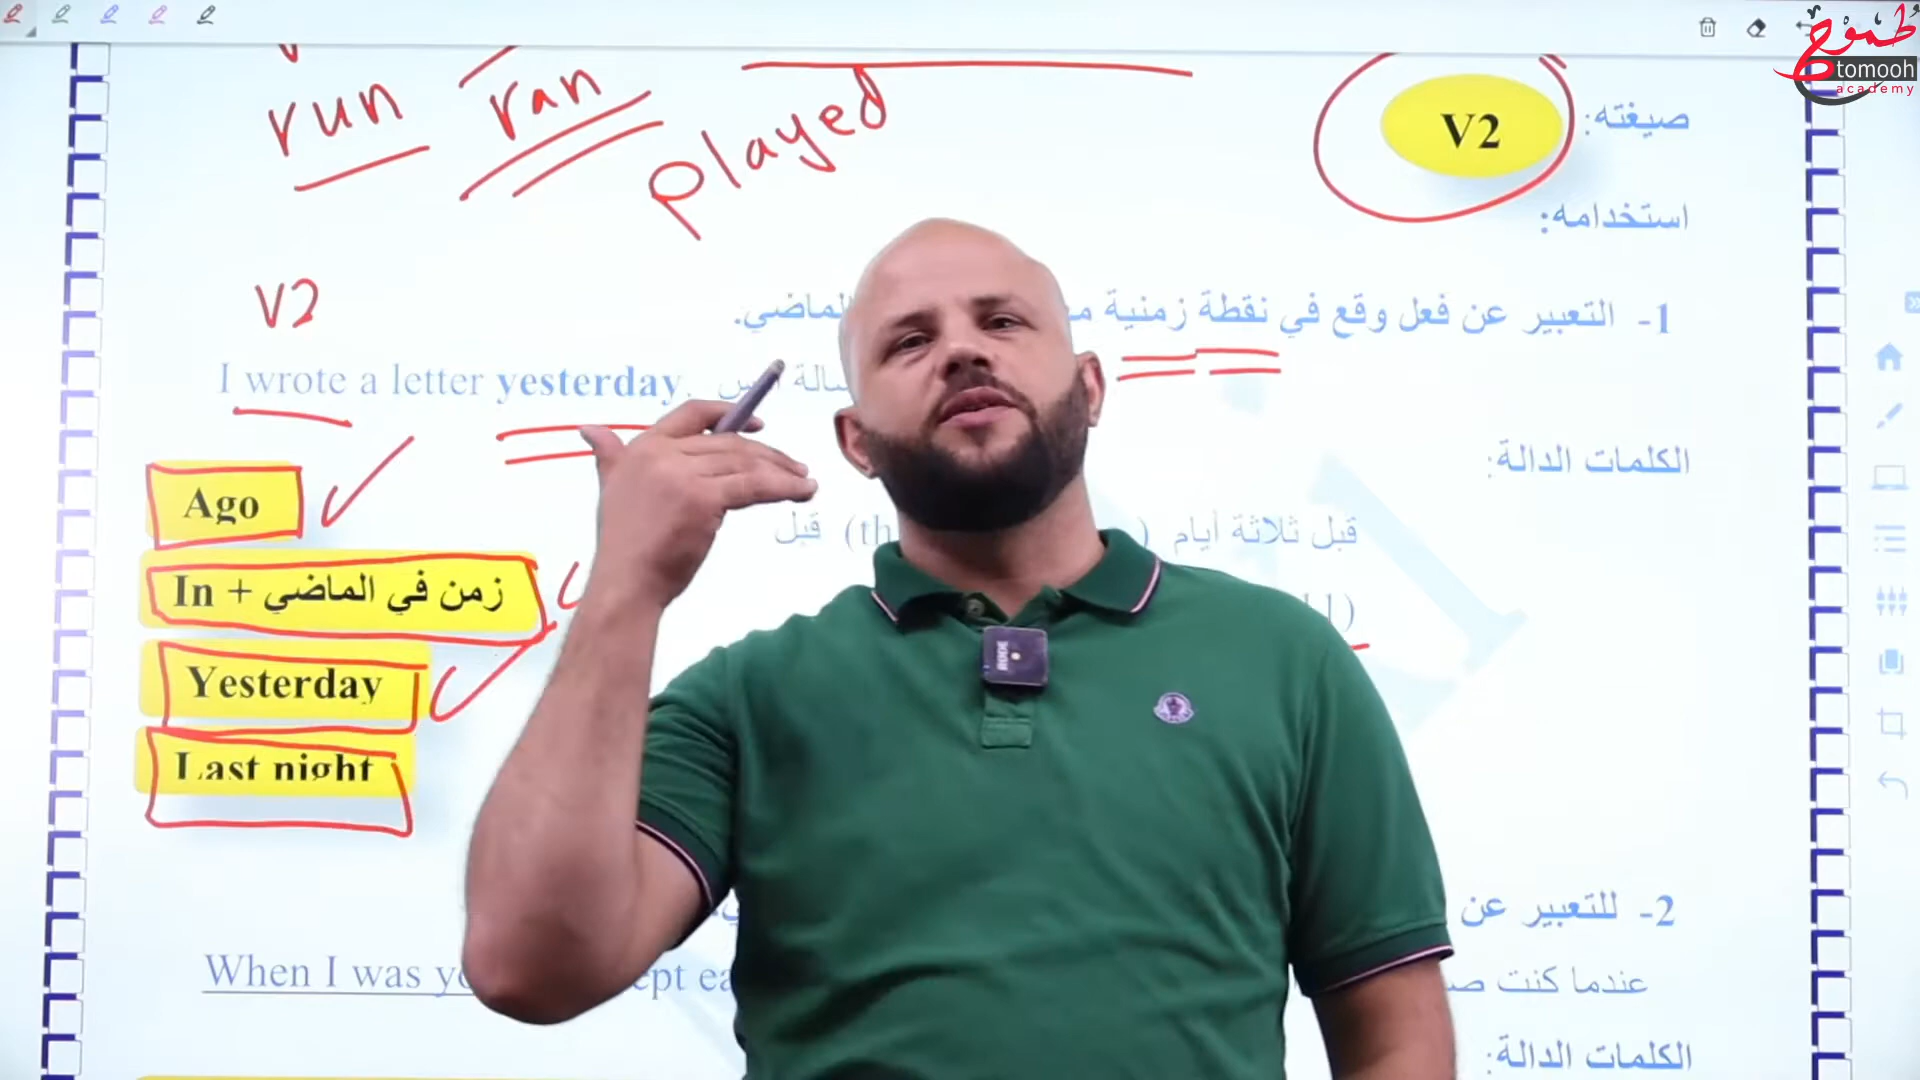 طموح
tomooh
academy
run ran played
صيغته: V2
استخدامه:
V2
1- التعبير عن فعل وقع في نقطة زمنية الماضي.
I wrote a letter yesterday.
الكلمات الدالة:
Ago
قبل ثلاثة أيام (th قبل
In + زمن في الماضي
Yesterday
Last night
2- للتعبير عن
When I was
عندما كنت
الكلمات الدالة: